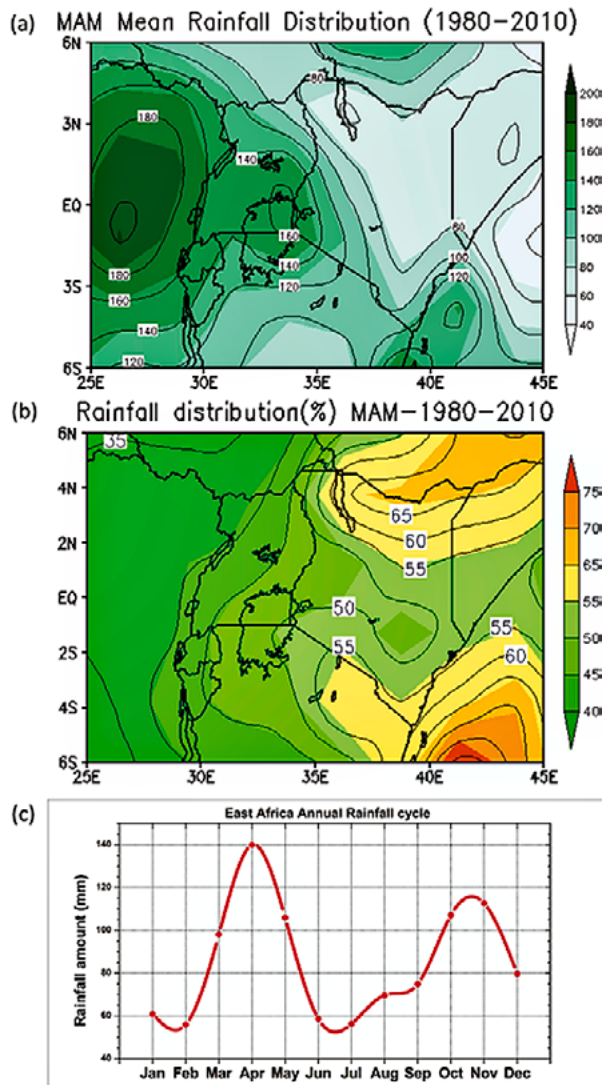 (a) MAM Mean Rainfall Distribution (1980-2010)
6N
3N
EQ
3S
6S
25E 30E 35E 40E 45E
80
180
140
160
80
100
180
140
120
160
120
140
120
200
180
160
140
120
100
80
60
40
(b) Rainfall distribution(%) MAM-1980-2010
6N
4N
2N
EQ
2S
4S
6S
25E 30E 35E 40E 45E
35
65
60
55
50
55
55
60
75
70
65
60
55
50
45
40
(c)
East Africa Annual Rainfall cycle
Rainfall amount (mm)
140
120
100
80
60
40
Jan Feb Mar Apr May Jun Jul Aug Sep Oct Nov Dec